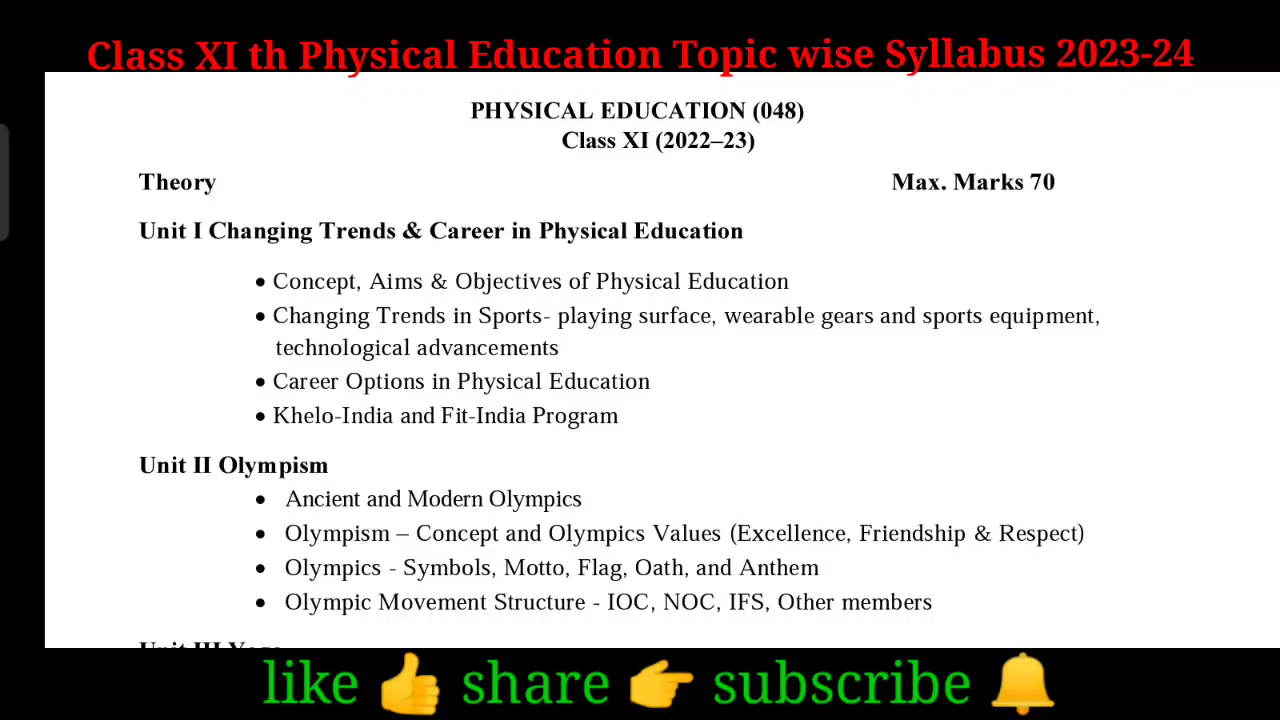 Class XI th Physical Education Topic wise Syllabus 2023-24
PHYSICAL EDUCATION (048)
Class XI (2022–23)
Theory Max. Marks 70
Unit I Changing Trends & Career in Physical Education
• Concept, Aims & Objectives of Physical Education
• Changing Trends in Sports- playing surface, wearable gears and sports equipment,
technological advancements
• Career Options in Physical Education
• Khelo-India and Fit-India Program
Unit II Olympism
• Ancient and Modern Olympics
• Olympism – Concept and Olympics Values (Excellence, Friendship & Respect)
• Olympics - Symbols, Motto, Flag, Oath, and Anthem
• Olympic Movement Structure - IOC, NOC, IFS, Other members
Unit III Yoga
like 👍 share 👉 subscribe 🔔